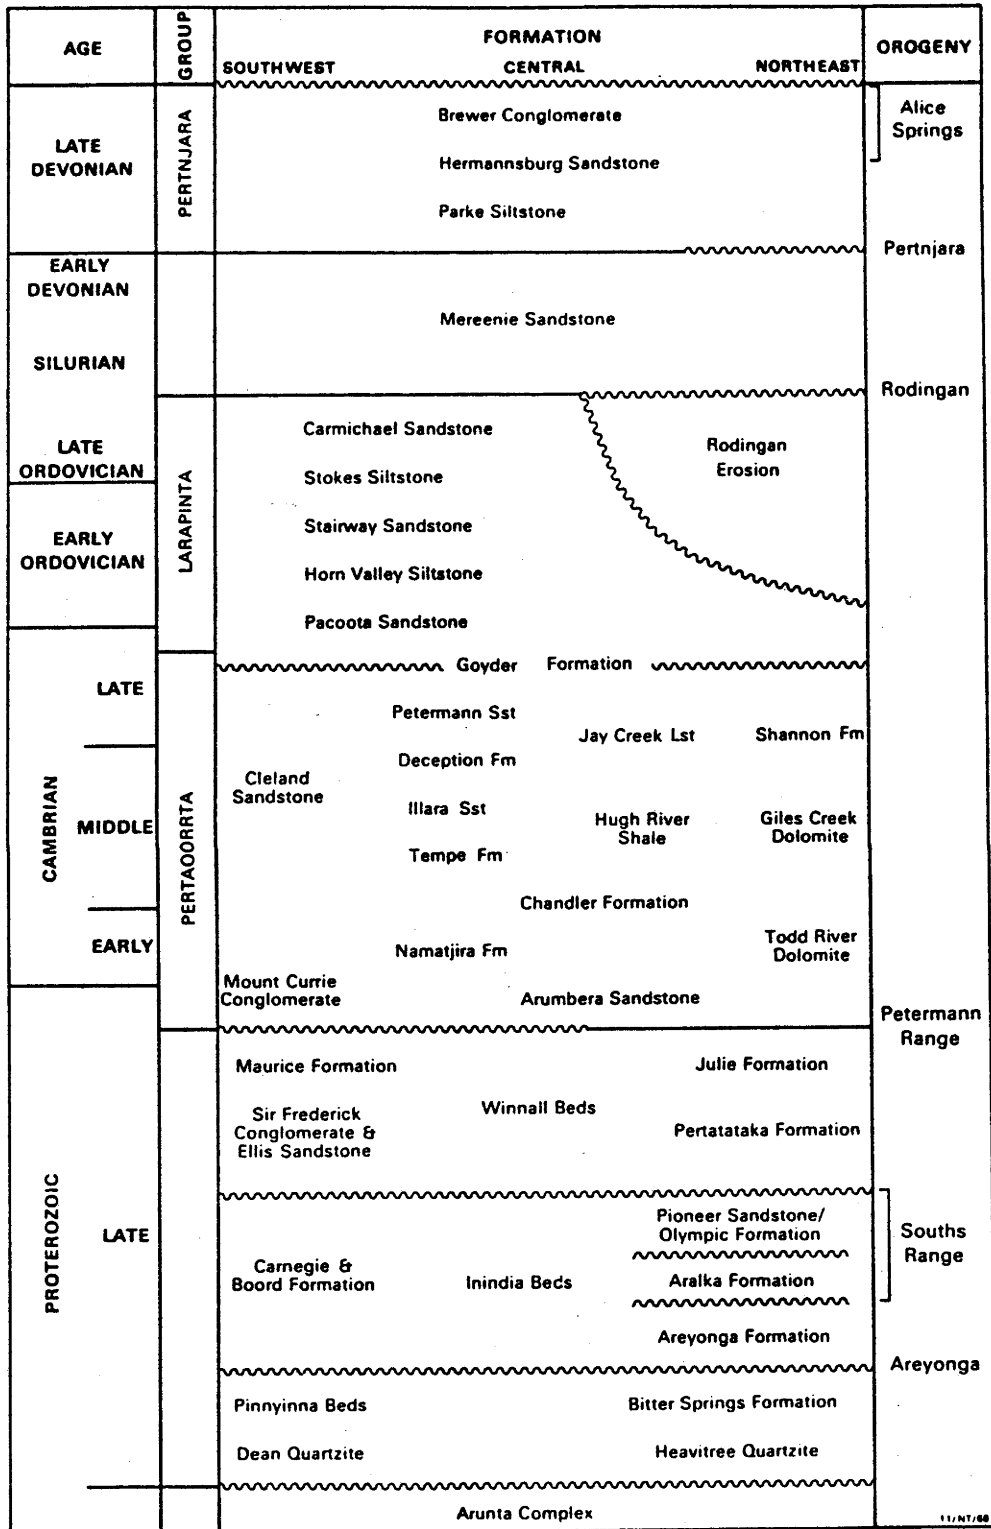 AGE
GROUP
FORMATION
SOUTHWEST CENTRAL NORTHEAST
OROGENY
LATE
DEVONIAN
PERTNJARA
Brewer Conglomerate
Hermannsburg Sandstone
Parke Siltstone
Alice
Springs
Pertnjara
EARLY
DEVONIAN
SILURIAN
Mereenie Sandstone
Rodingan
LATE
ORDOVICIAN
EARLY
ORDOVICIAN
LARAPINTA
Carmichael Sandstone
Stokes Siltstone
Stairway Sandstone
Horn Valley Siltstone
Pacoota Sandstone
Rodingan
Erosion
CAMBRIAN
LATE
MIDDLE
EARLY
PERTAOORRTA
Goyder Formation
Petermann Sst
Jay Creek Lst
Shannon Fm
Deception Fm
Cleland
Sandstone
Illara Sst
Hugh River
Shale
Giles Creek
Dolomite
Tempe Fm
Chandler Formation
Namatjira Fm
Todd River
Dolomite
Mount Currie
Conglomerate
Arumbera Sandstone
Petermann
Range
PROTEROZOIC
LATE
Maurice Formation
Julie Formation
Winnall Beds
Sir Frederick
Conglomerate &
Ellis Sandstone
Pertatataka Formation
Pioneer Sandstone/
Olympic Formation
Souths
Range
Carnegie &
Boord Formation
Inindia Beds
Aralka Formation
Areyonga Formation
Areyonga
Pinnyinna Beds
Bitter Springs Formation
Dean Quartzite
Heavitree Quartzite
Arunta Complex
11/NT/60